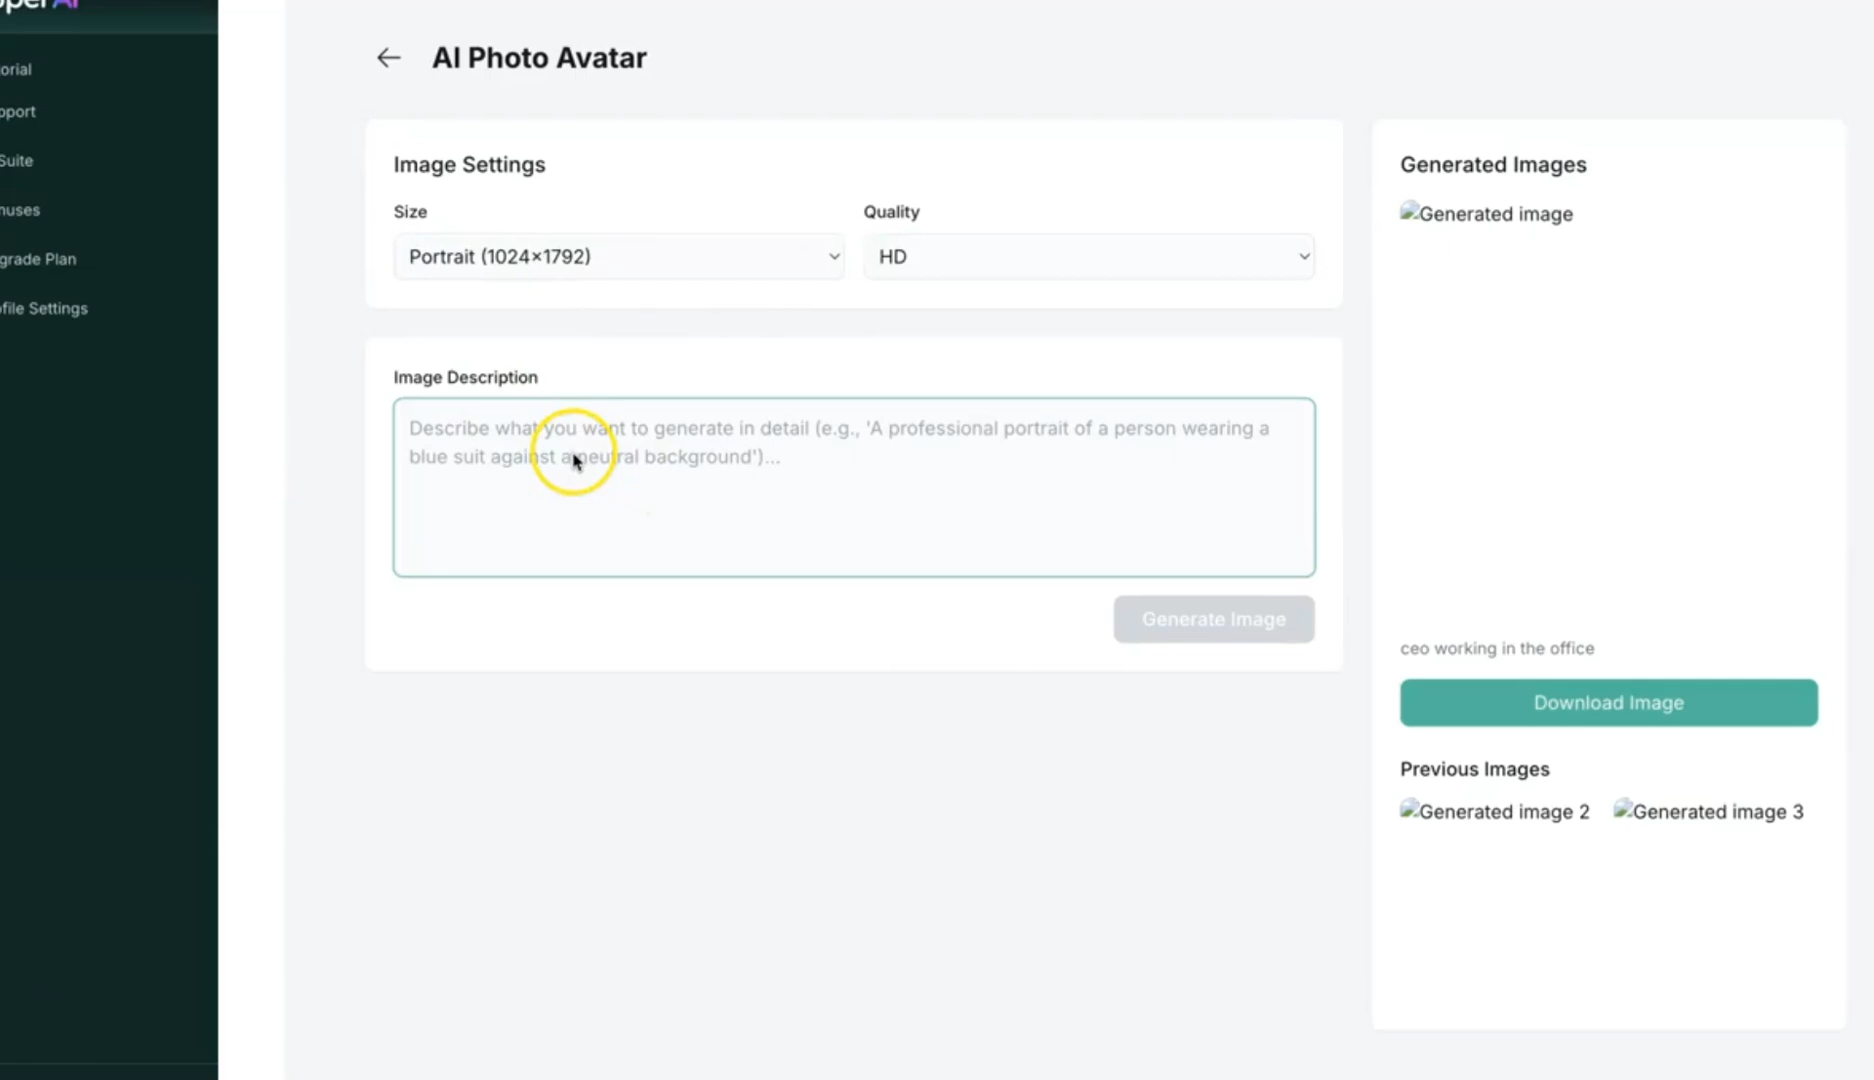 orial
pport
Suite
nuses
grade Plan
ofile Settings
AI Photo Avatar
Image Settings
Size
Quality
Portrait (1024×1792)
HD
Image Description
Describe what you want to generate in detail (e.g., 'A professional portrait of a person wearing a
blue suit against a neutral background')...
Generate Image
Generated Images
Generated image
ceo working in the office
Download Image
Previous Images
Generated image 2
Generated image 3